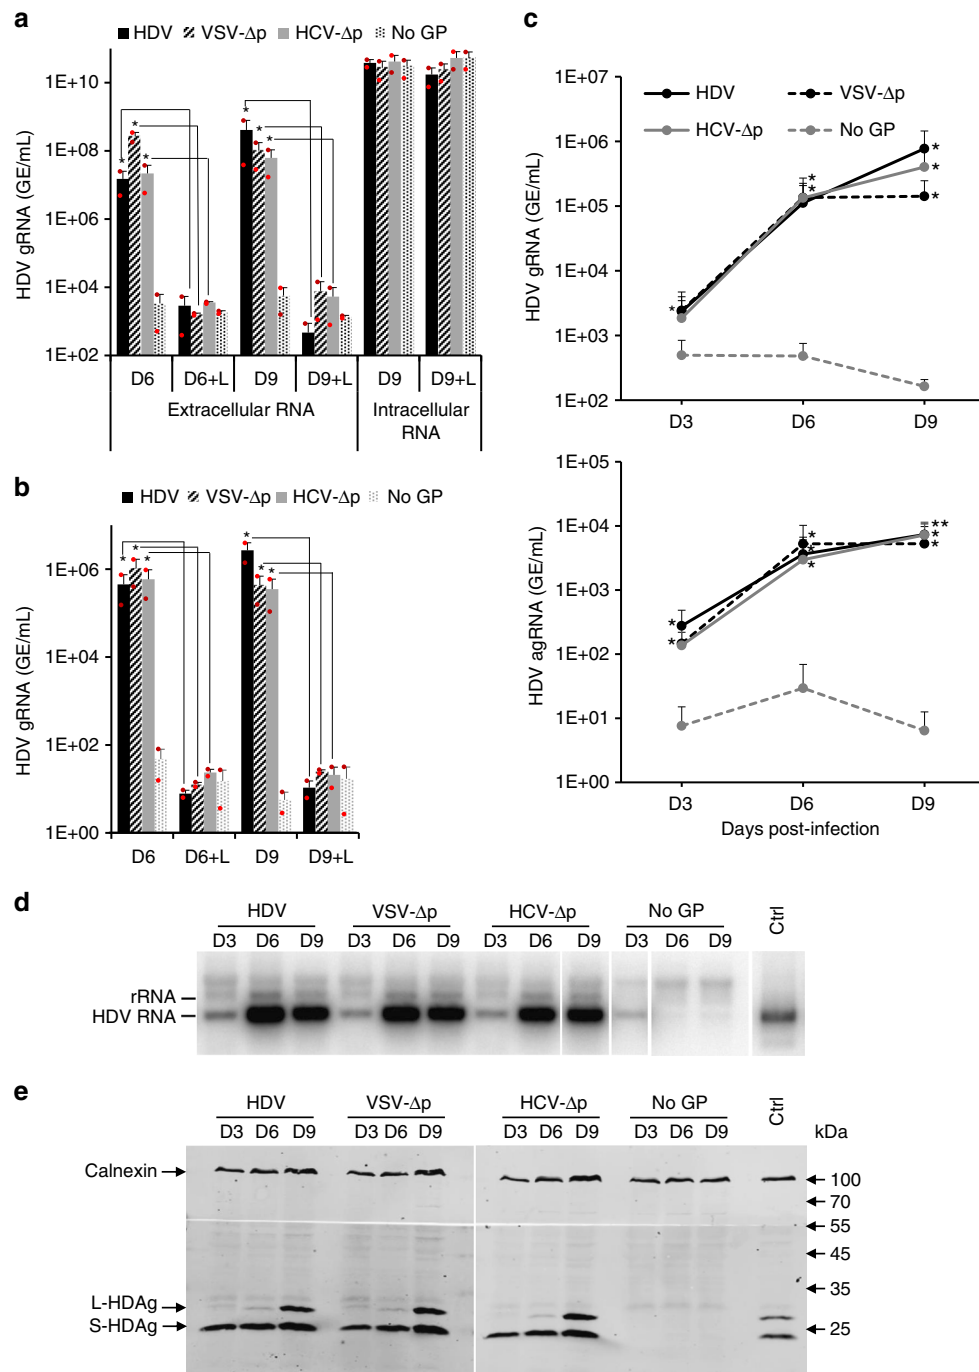 a
HDV VSV-Δp HCV-Δp No GP
HDV gRNA (GE/mL)
1E+10
1E+08
1E+06
1E+04
1E+02
* * * * * *
D6 D6+L D9 D9+L D9 D9+L
Extracellular RNA
Intracellular RNA
b
HDV VSV-Δp HCV-Δp No GP
HDV gRNA (GE/mL)
1E+06
1E+04
1E+02
1E+00
* * * * * *
D6 D6+L D9 D9+L
c
HDV gRNA (GE/mL)
1E+07
1E+06
1E+05
1E+04
1E+03
1E+02
HDV VSV-Δp
HCV-Δp No GP
* * * * * *
D3 D6 D9
HDV agRNA (GE/mL)
1E+05
1E+04
1E+03
1E+02
1E+01
1E+00
* * * * * ** * *
D3 D6 D9
Days post-infection
d
HDV VSV-Δp HCV-Δp No GP Ctrl
D3 D6 D9 D3 D6 D9 D3 D6 D9 D3 D6 D9
rRNA
HDV RNA
e
HDV VSV-Δp HCV-Δp No GP Ctrl
D3 D6 D9 D3 D6 D9 D3 D6 D9 D3 D6 D9 kDa
Calnexin
100
70
55
45
35
L-HDAg
S-HDAg
25